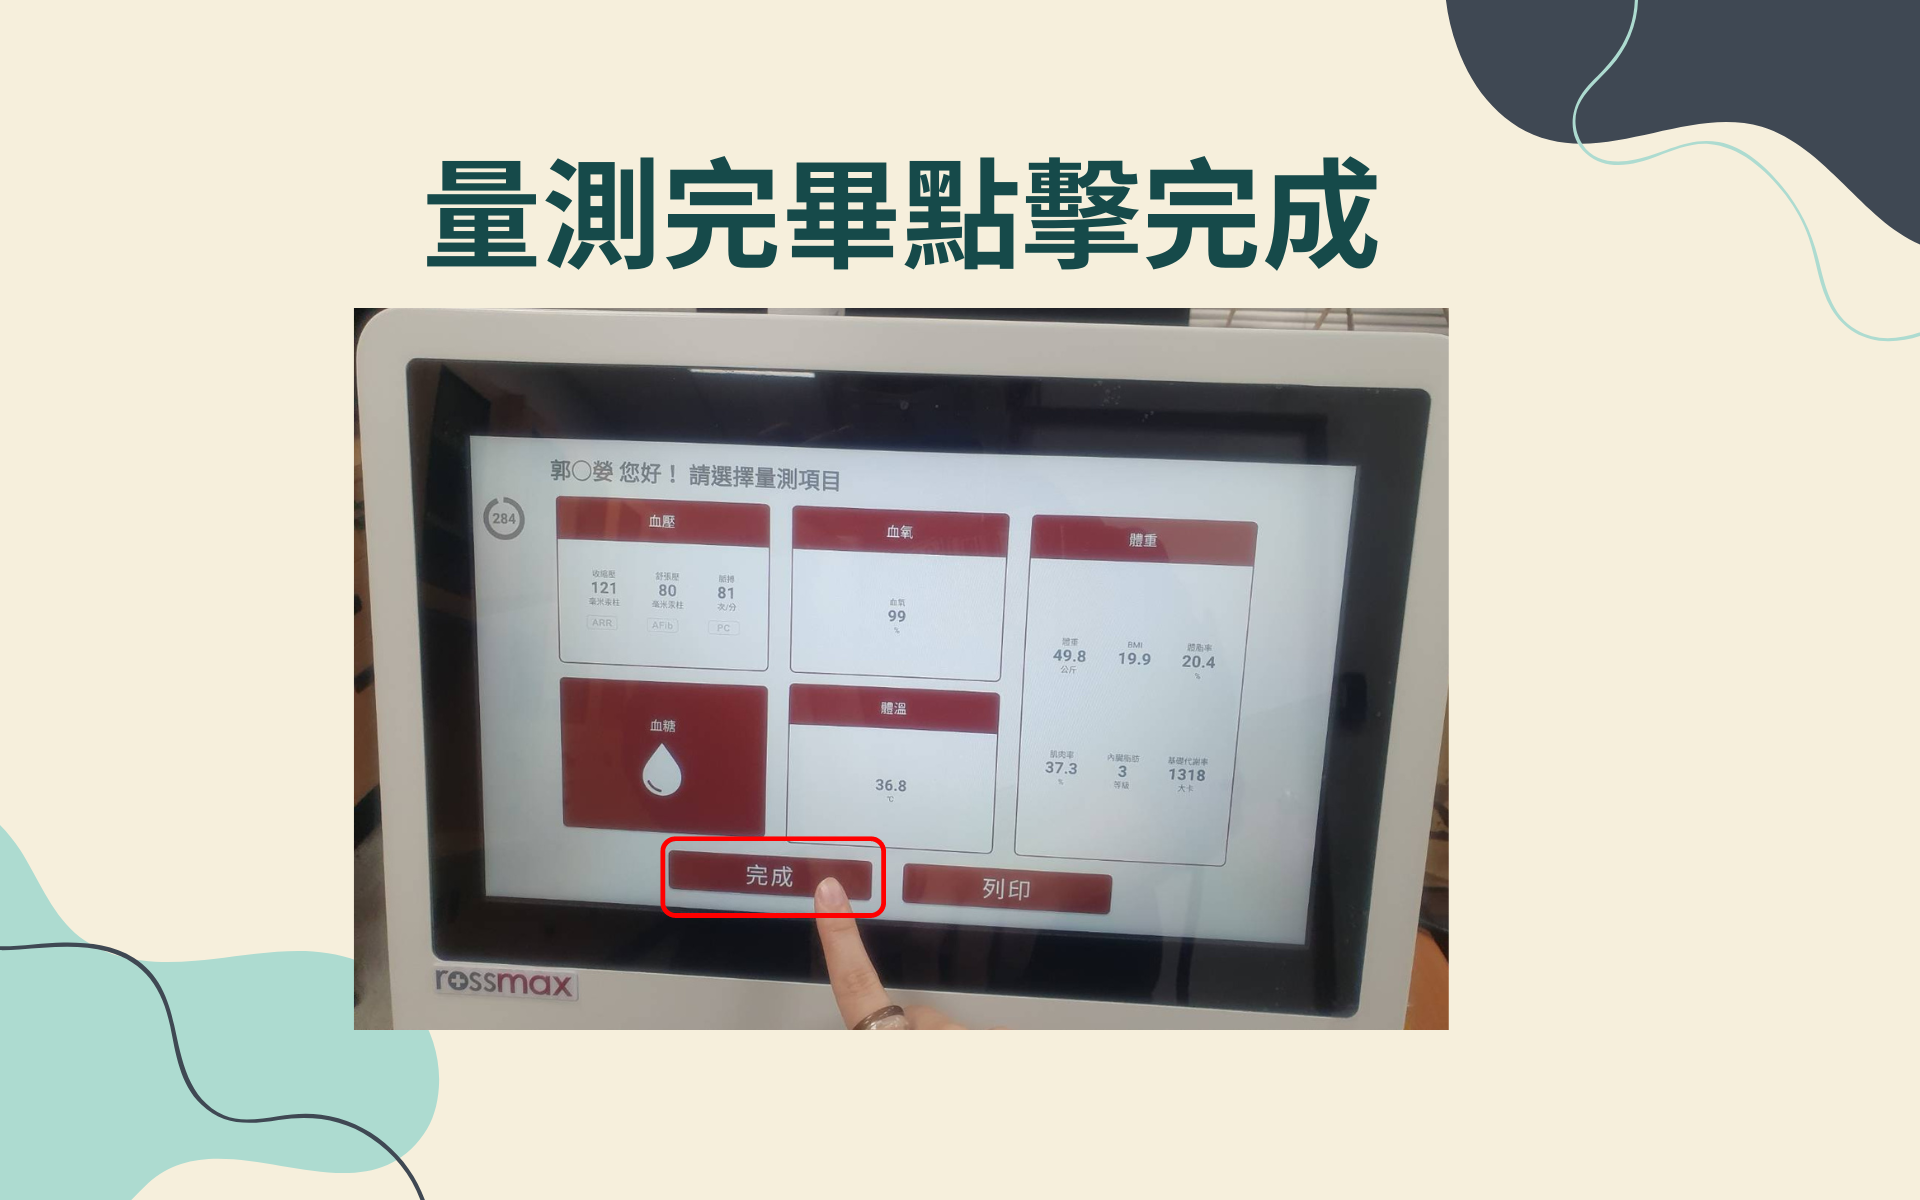 量測完畢點擊完成
郭○嫈 您好！ 請選擇量測項目
284
血壓
收縮壓 舒張壓 脈搏
121 80 81
毫米汞柱 毫米汞柱 次/分
ARR AFib PC
血氧
血氧
99
%
體重
體重 BMI 體脂率
49.8 19.9 20.4
公斤 %
肌肉率 內臟脂肪 基礎代謝率
37.3 3 1318
% 等級 大卡
血糖
體溫
36.8
℃
完成 列印
rossmax